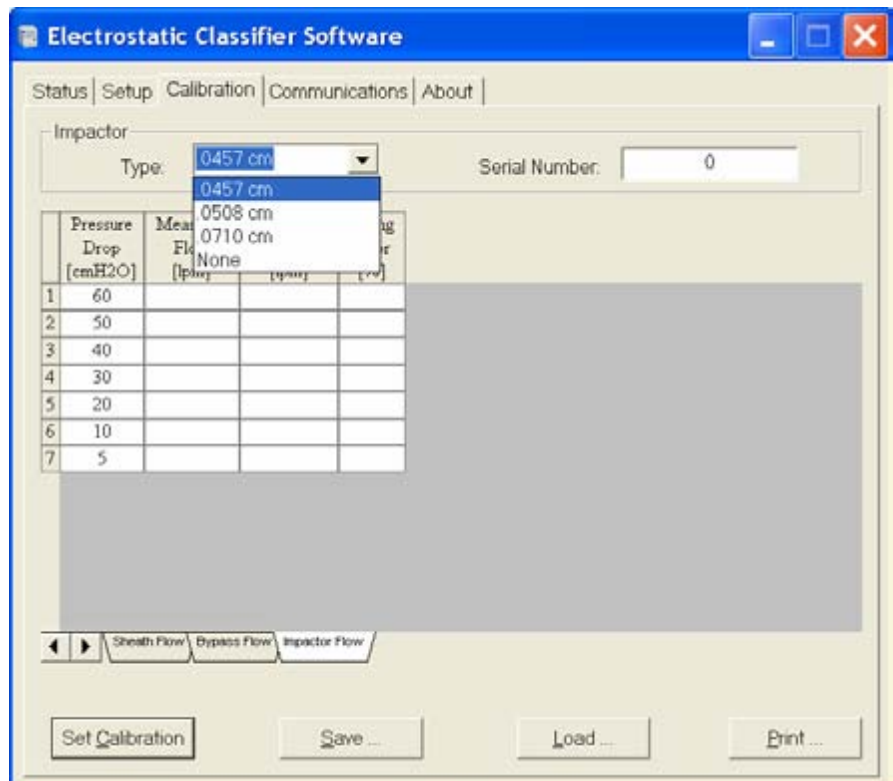 Electrostatic Classifier Software
Status Setup Calibration Communications About
Impactor
Type: .0457 cm
Serial Number: 0
.0457 cm
.0508 cm
.0710 cm
None
Pressure Drop [cmH2O]
[lpm]
1 60
2 50
3 40
4 30
5 20
6 10
7 5
Sheath Flow Bypass Flow Impactor Flow
Set Calibration Save ... Load ... Print ...